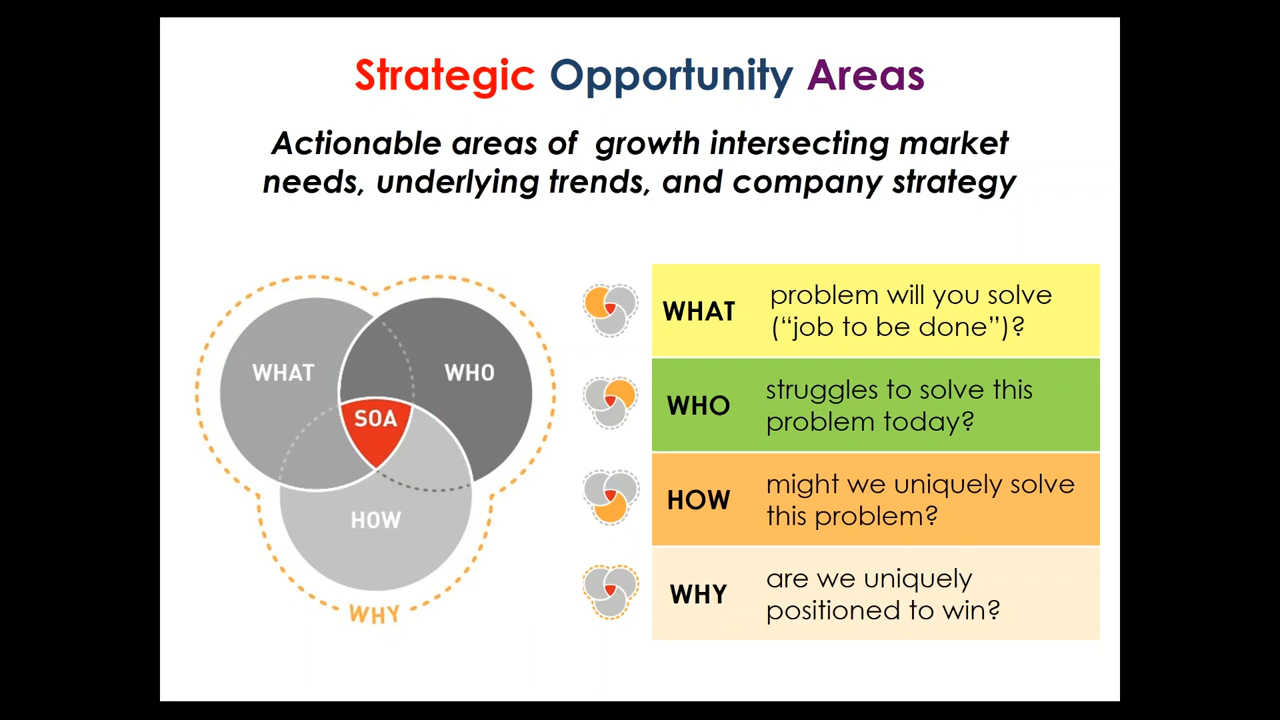 Strategic Opportunity Areas
Actionable areas of growth intersecting market
needs, underlying trends, and company strategy
WHAT
WHO
SOA
HOW
WHY
WHAT problem will you solve
(“job to be done”)?
WHO struggles to solve this
problem today?
HOW might we uniquely solve
this problem?
WHY are we uniquely
positioned to win?